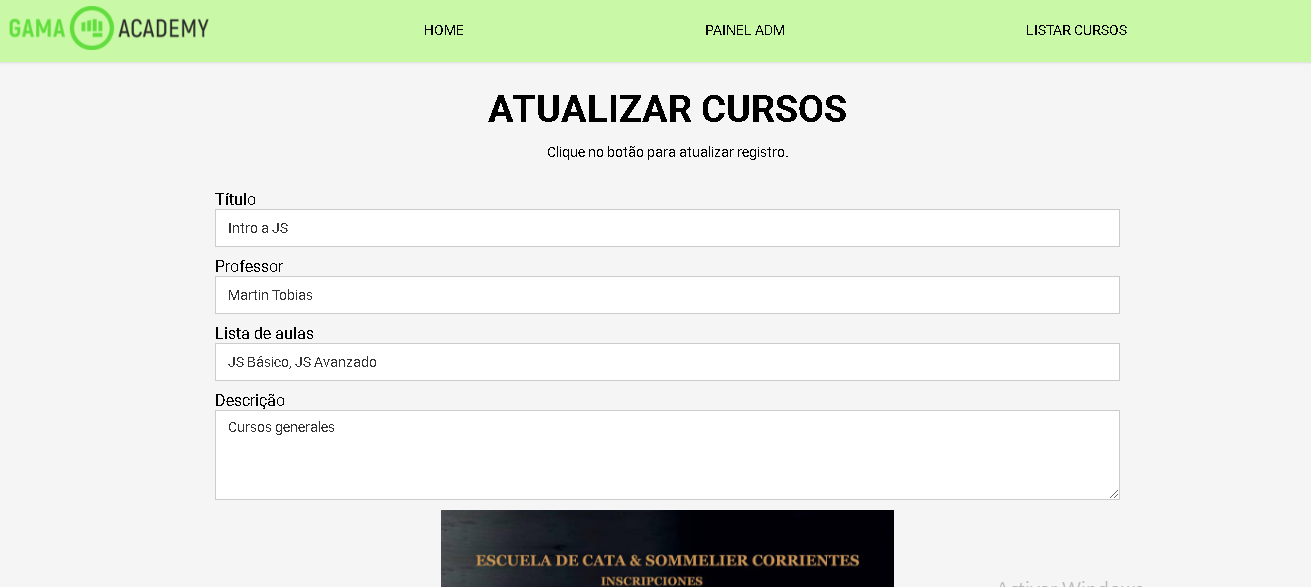 GAMA ACADEMY
HOME
PAINEL ADM
LISTAR CURSOS
ATUALIZAR CURSOS
Clique no botão para atualizar registro.
Título
Intro a JS
Professor
Martin Tobias
Lista de aulas
JS Básico, JS Avanzado
Descrição
Cursos generales
ESCUELA DE CATA & SOMMELIER CORRIENTES
INSCRIPCIONES
Activar Windows